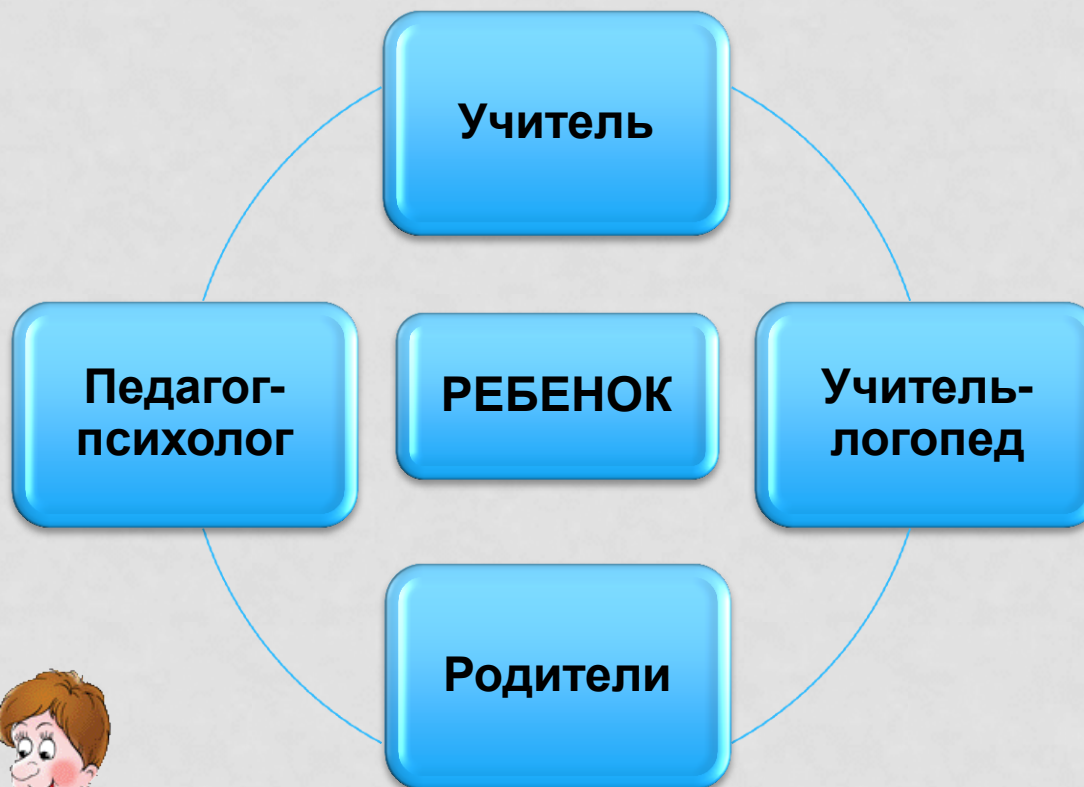 Учитель
Педагог-
психолог
РЕБЕНОК
Учитель-
логопед
Родители